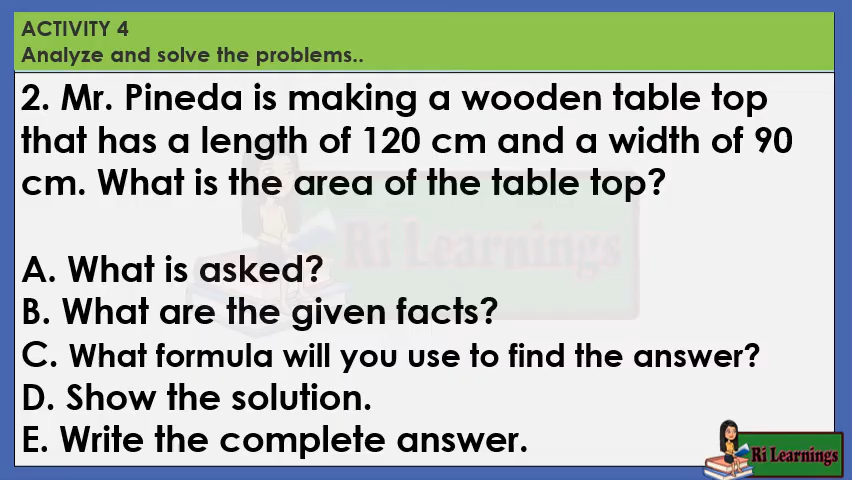 ACTIVITY 4
Analyze and solve the problems..
2. Mr. Pineda is making a wooden table top
that has a length of 120 cm and a width of 90
cm. What is the area of the table top?
Ri Learnings
A. What is asked?
B. What are the given facts?
C. What formula will you use to find the answer?
D. Show the solution.
E. Write the complete answer.
Ri Learnings